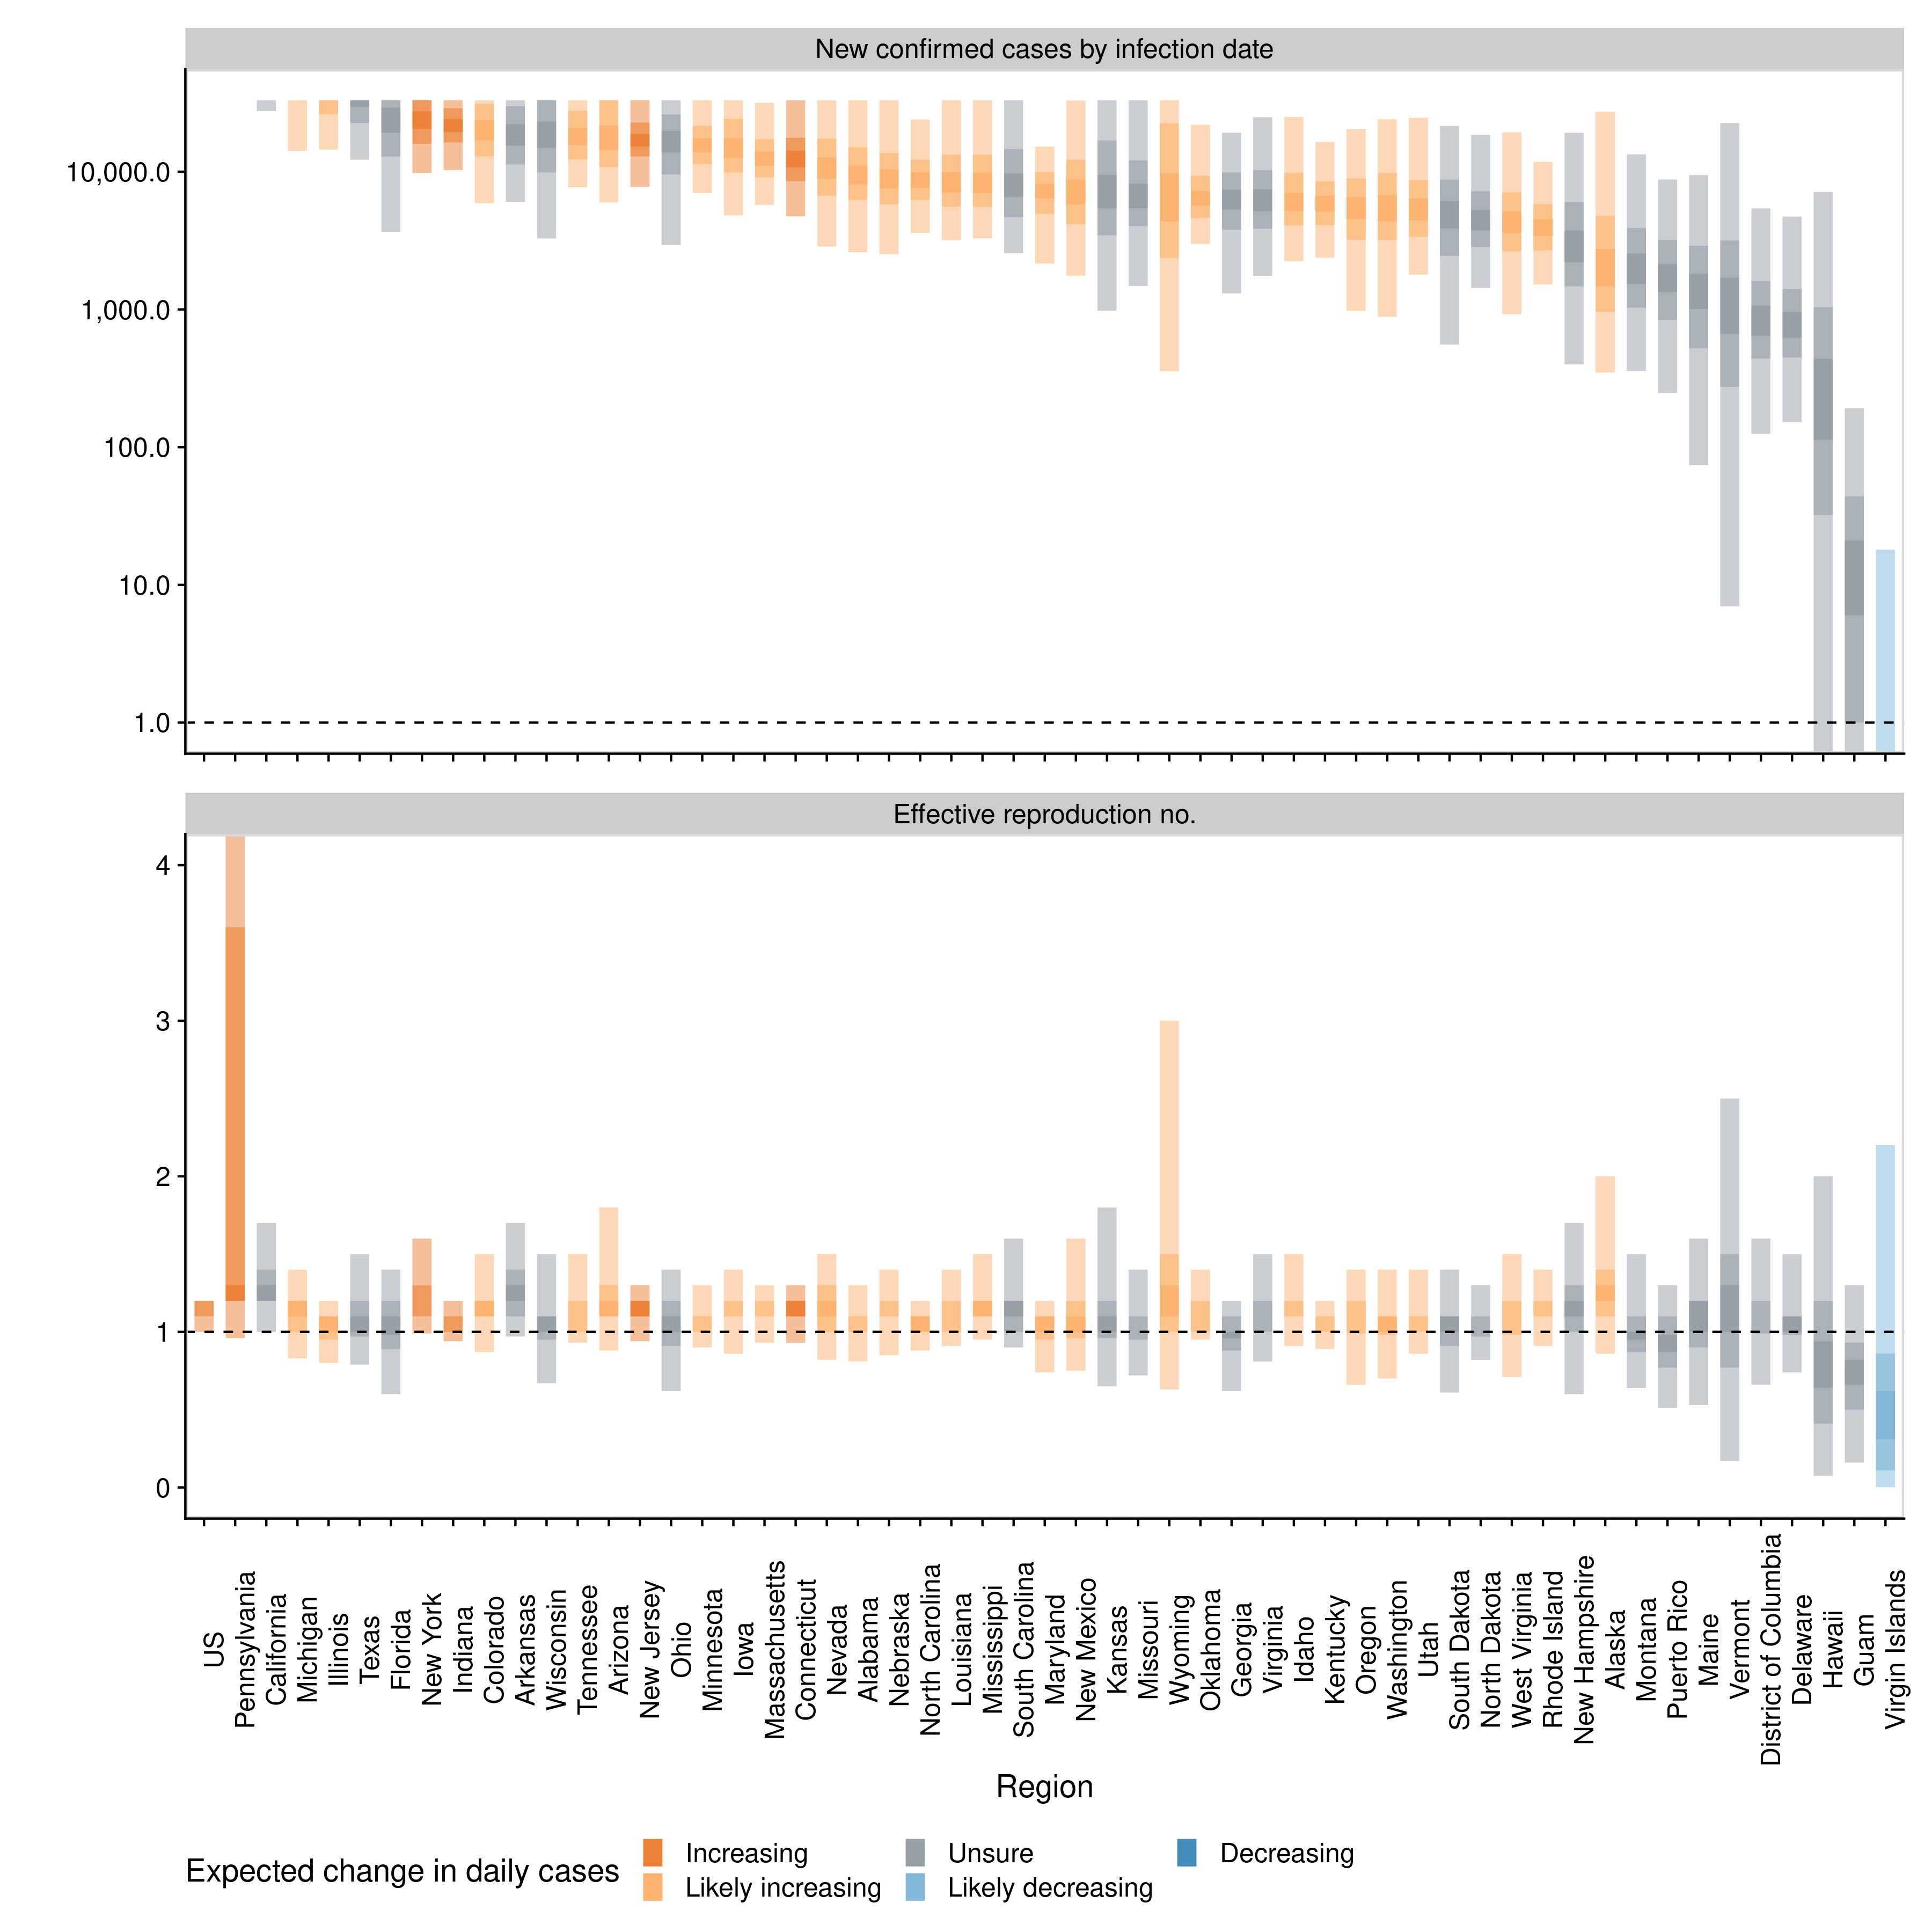 New confirmed cases by infection date
10,000.0
1,000.0
100.0
10.0
1.0
Effective reproduction no.
4
3
2
1
0
US
Pennsylvania
California
Michigan
Illinois
Texas
Florida
New York
Indiana
Colorado
Arkansas
Wisconsin
Tennessee
Arizona
New Jersey
Ohio
Minnesota
Iowa
Massachusetts
Connecticut
Nevada
Alabama
Nebraska
North Carolina
Louisiana
Mississippi
South Carolina
Maryland
New Mexico
Kansas
Missouri
Wyoming
Oklahoma
Georgia
Virginia
Idaho
Kentucky
Oregon
Washington
Utah
South Dakota
North Dakota
West Virginia
Rhode Island
New Hampshire
Alaska
Montana
Puerto Rico
Maine
Vermont
District of Columbia
Delaware
Hawaii
Guam
Virgin Islands
Region
Expected change in daily cases
Increasing
Likely increasing
Unsure
Likely decreasing
Decreasing